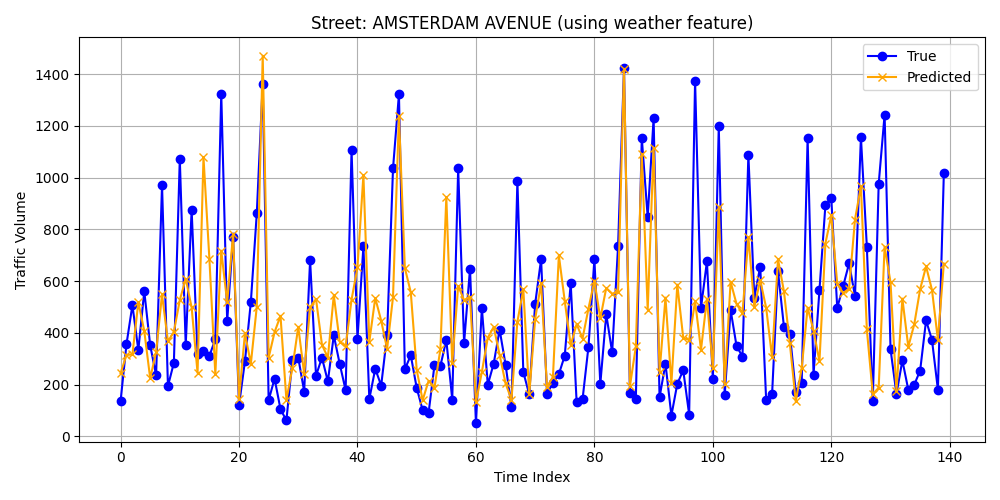 Street: AMSTERDAM AVENUE (using weather feature)
True
Predicted
Traffic Volume
1400
1200
1000
800
600
400
200
0
0 20 40 60 80 100 120 140
Time Index